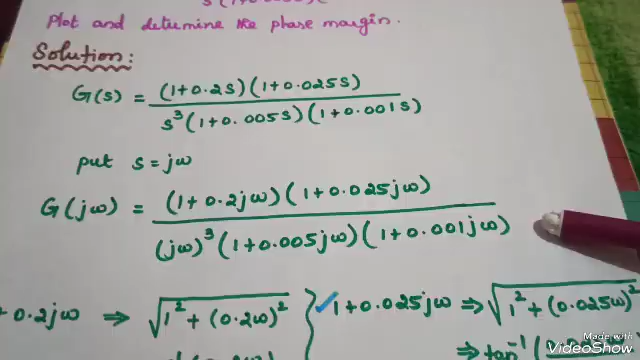 Plot and determine the phase margin.
Solution:
G(s) = (1+0.2s)(1+0.025s) / s³(1+0.005s)(1+0.001s)
put s=jω
G(jω) = (1+0.2jω)(1+0.025jω) / (jω)³(1+0.005jω)(1+0.001jω)
+0.2jω ⇒ √1²+(0.2ω)² } ✓1+0.025jω ⇒ √1²+(0.025ω)²
⇒ tan⁻¹
Made with
VideoShow